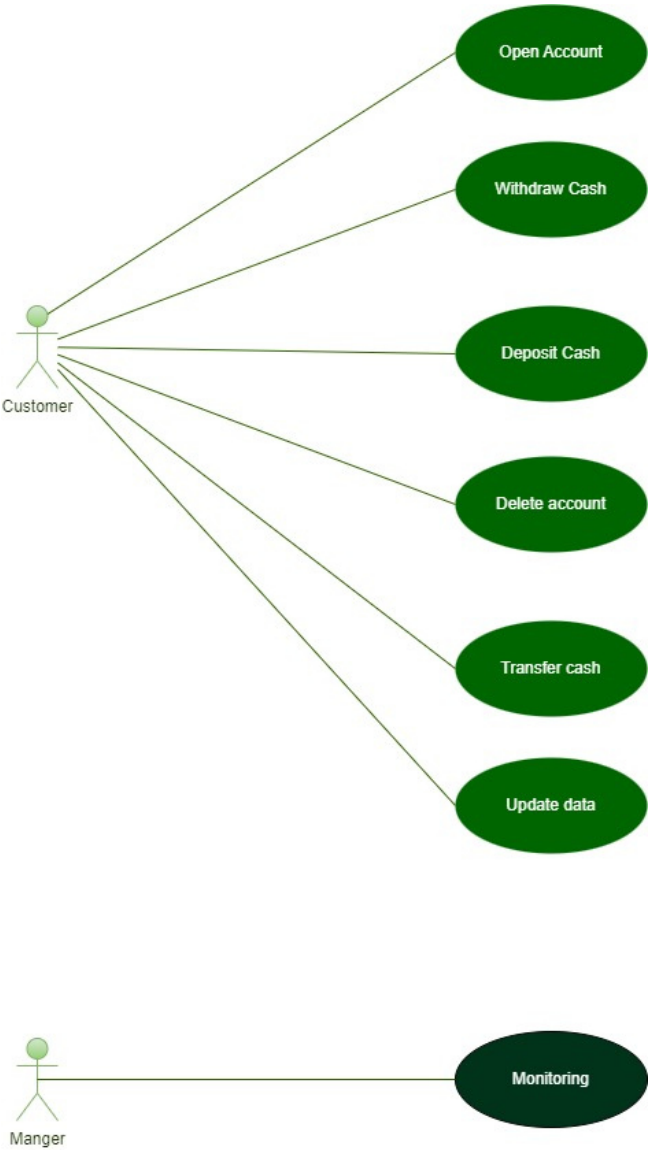 Open Account
Withdraw Cash
Deposit Cash
Customer
Delete account
Transfer cash
Update data
Monitoring
Manger